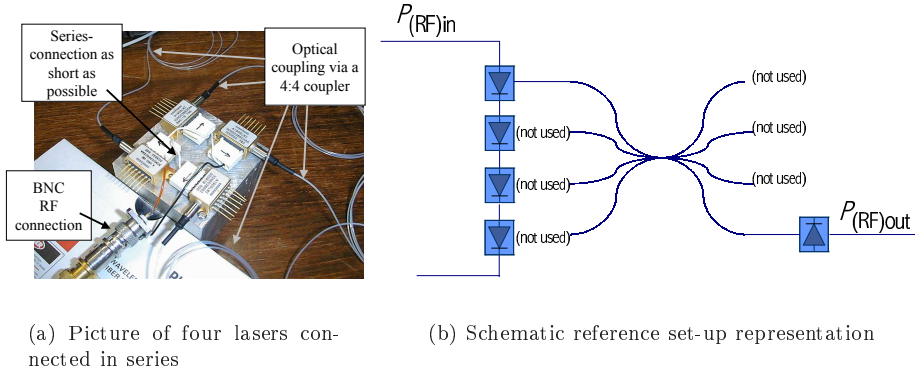 Series-
connection as
short as
possible
Optical
coupling via a
4:4 coupler
BNC
RF
connection
(a) Picture of four lasers con-
nected in series
P(RF)in
(not used)
(not used)
(not used)
(not used)
(not used)
(not used)
P(RF)out
(b) Schematic reference set-up representation